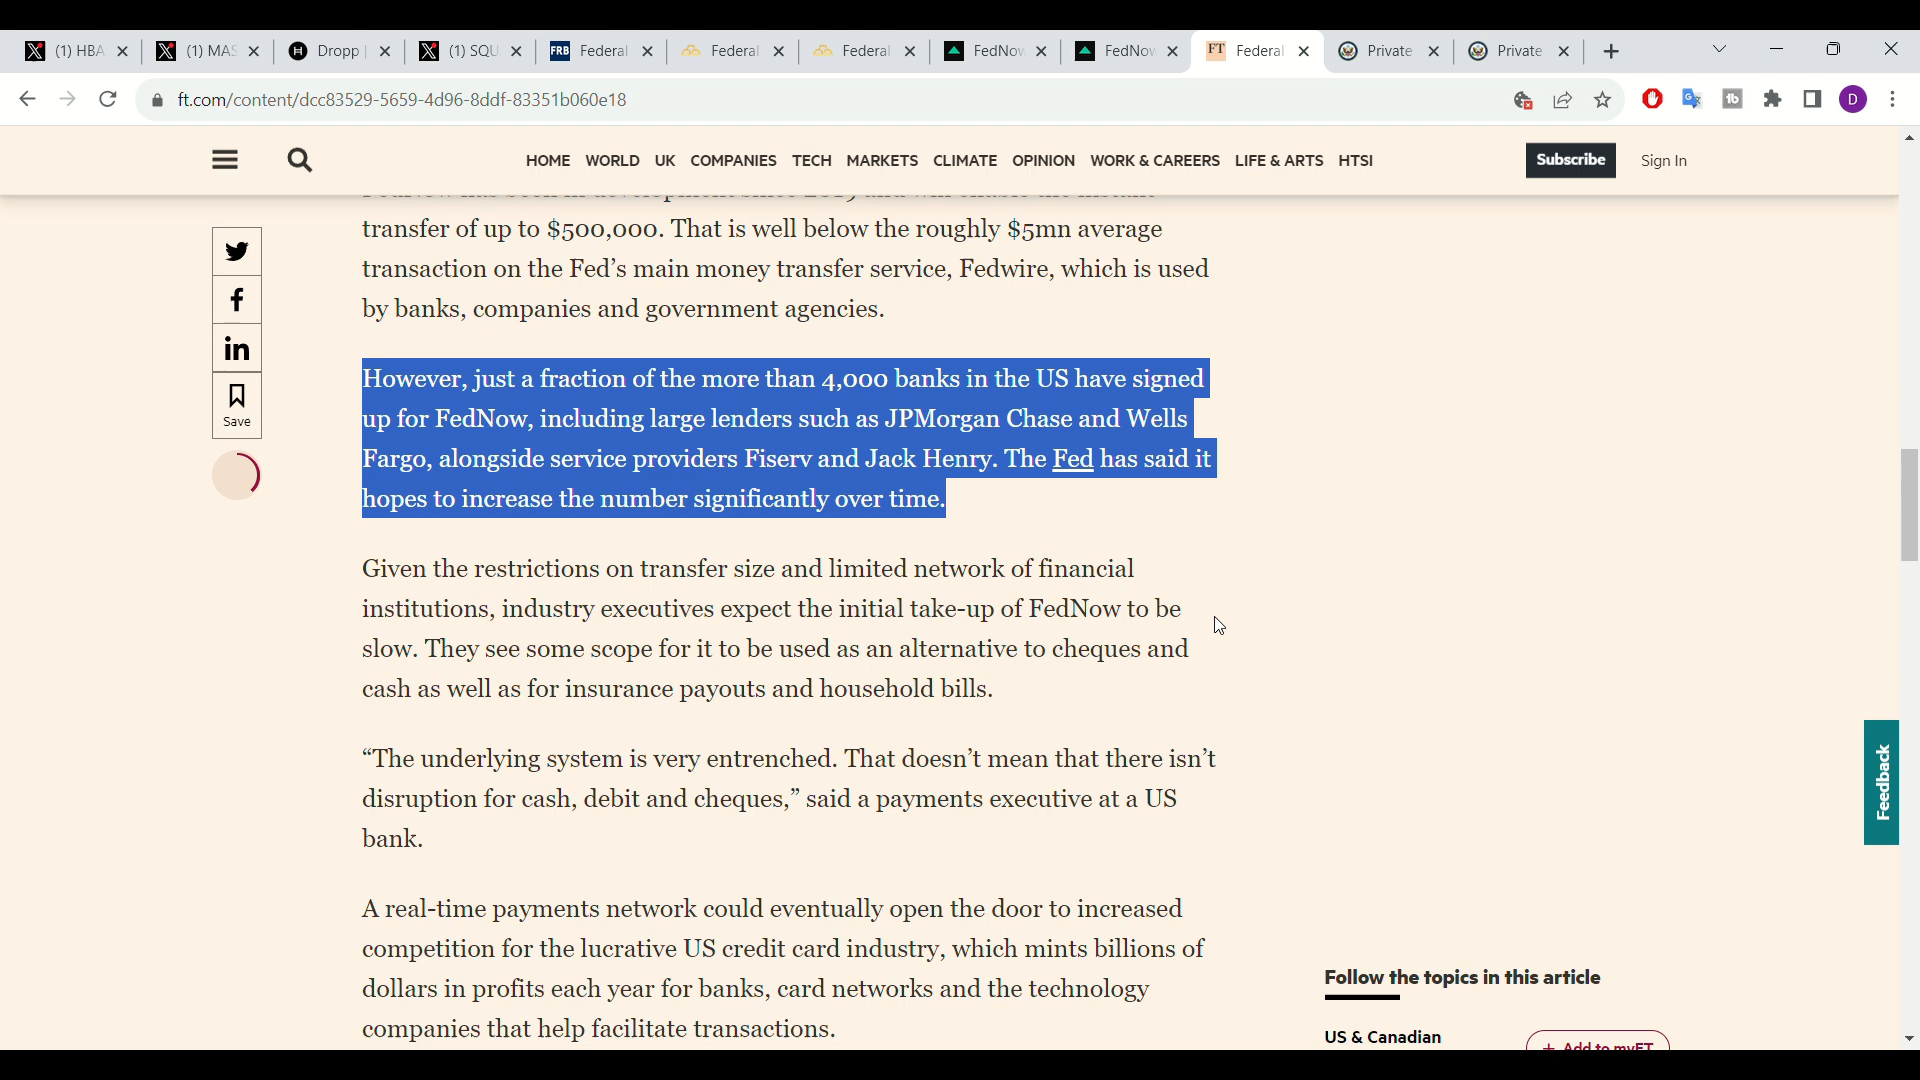 (1) HBA
(1) MAS
Dropp |
(1) SQU
FRB Federal
Federal
Federal
FedNow
FedNow
FT Federal
Private
Private
ft.com/content/dcc83529-5659-4d96-8ddf-83351b060e18
D
HOME WORLD UK COMPANIES TECH MARKETS CLIMATE OPINION WORK & CAREERS LIFE & ARTS HTSI
Subscribe
Sign In
transfer of up to $500,000. That is well below the roughly $5mn average
transaction on the Fed’s main money transfer service, Fedwire, which is used
by banks, companies and government agencies.
Save
However, just a fraction of the more than 4,000 banks in the US have signed
up for FedNow, including large lenders such as JPMorgan Chase and Wells
Fargo, alongside service providers Fiserv and Jack Henry. The Fed has said it
hopes to increase the number significantly over time.
Given the restrictions on transfer size and limited network of financial
institutions, industry executives expect the initial take-up of FedNow to be
slow. They see some scope for it to be used as an alternative to cheques and
cash as well as for insurance payouts and household bills.
“The underlying system is very entrenched. That doesn’t mean that there isn’t
disruption for cash, debit and cheques,” said a payments executive at a US
bank.
A real-time payments network could eventually open the door to increased
competition for the lucrative US credit card industry, which mints billions of
dollars in profits each year for banks, card networks and the technology
companies that help facilitate transactions.
Feedback
Follow the topics in this article
US & Canadian
+ Add to myFT